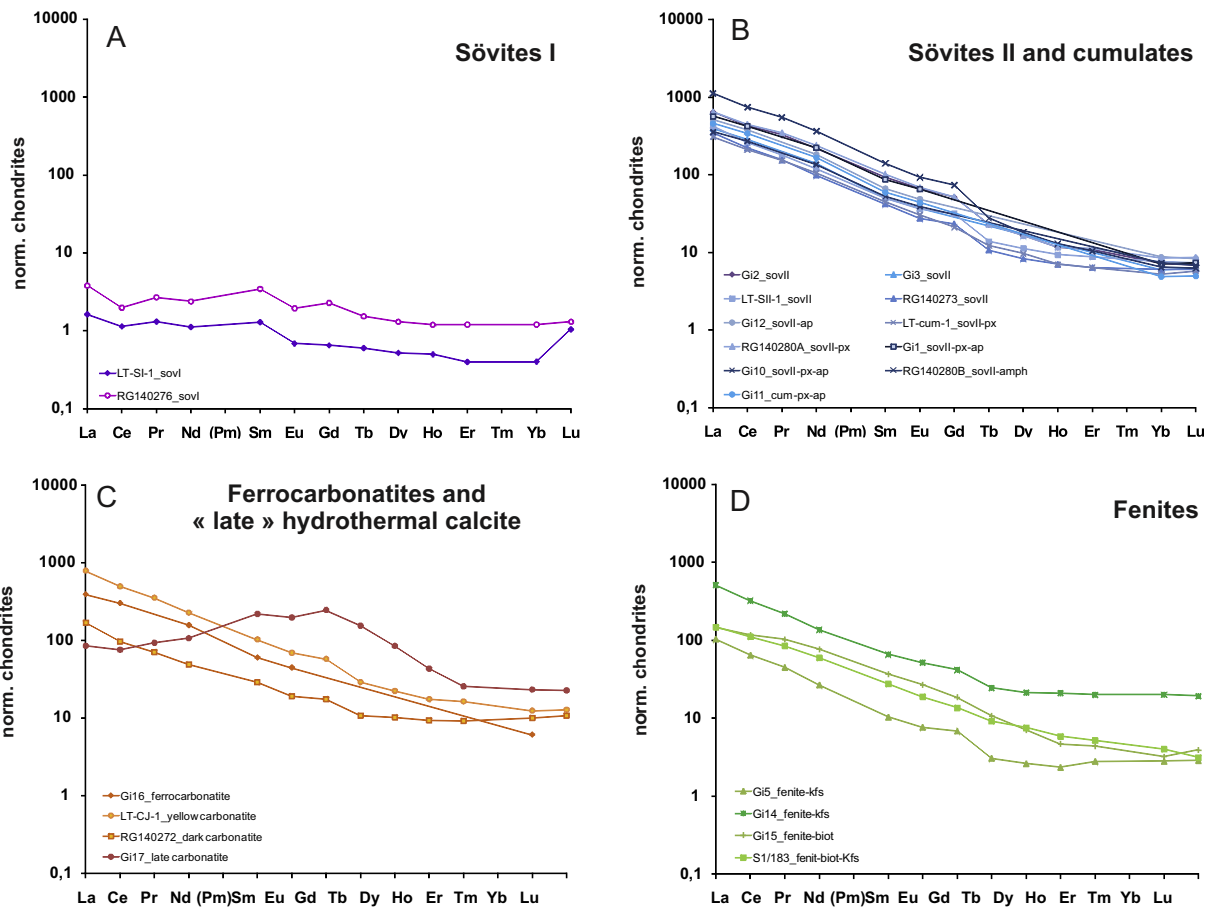 A
Sövites I
norm. chondrites
10000
1000
100
10
1
0,1
LT-SI-1_sovI
RG140276_sovI
La Ce Pr Nd (Pm) Sm Eu Gd Tb Dy Ho Er Tm Yb Lu
B
Sövites II and cumulates
norm. chondrites
10000
1000
100
10
1
0,1
Gi2_sovII Gi3_sovII
LT-SII-1_sovII RG140273_sovII
Gi12_sovII-ap LT-cum-1_sovII-px
RG140280A_sovII-px Gi1_sovII-px-ap
Gi10_sovII-px-ap RG140280B_sovII-amph
Gi11_cum-px-ap
La Ce Pr Nd (Pm) Sm Eu Gd Tb Dy Ho Er Tm Yb Lu
C
Ferrocarbonatites and
« late » hydrothermal calcite
norm. chondrites
10000
1000
100
10
1
0,1
Gi16_ferrocarbonatite
LT-CJ-1_yellow carbonatite
RG140272_dark carbonatite
Gi17_late carbonatite
La Ce Pr Nd (Pm) Sm Eu Gd Tb Dy Ho Er Tm Yb Lu
D
Fenites
norm. chondrites
10000
1000
100
10
1
0,1
Gi5_fenite-kfs
Gi14_fenite-kfs
Gi15_fenite-biot
S1/183_fenit-biot-Kfs
La Ce Pr Nd (Pm) Sm Eu Gd Tb Dy Ho Er Tm Yb Lu